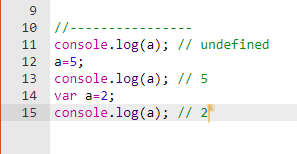 9
10 //----------------
11 console.log(a); // undefined
12 a=5;
13 console.log(a); // 5
14 var a=2;
15 console.log(a); // 2